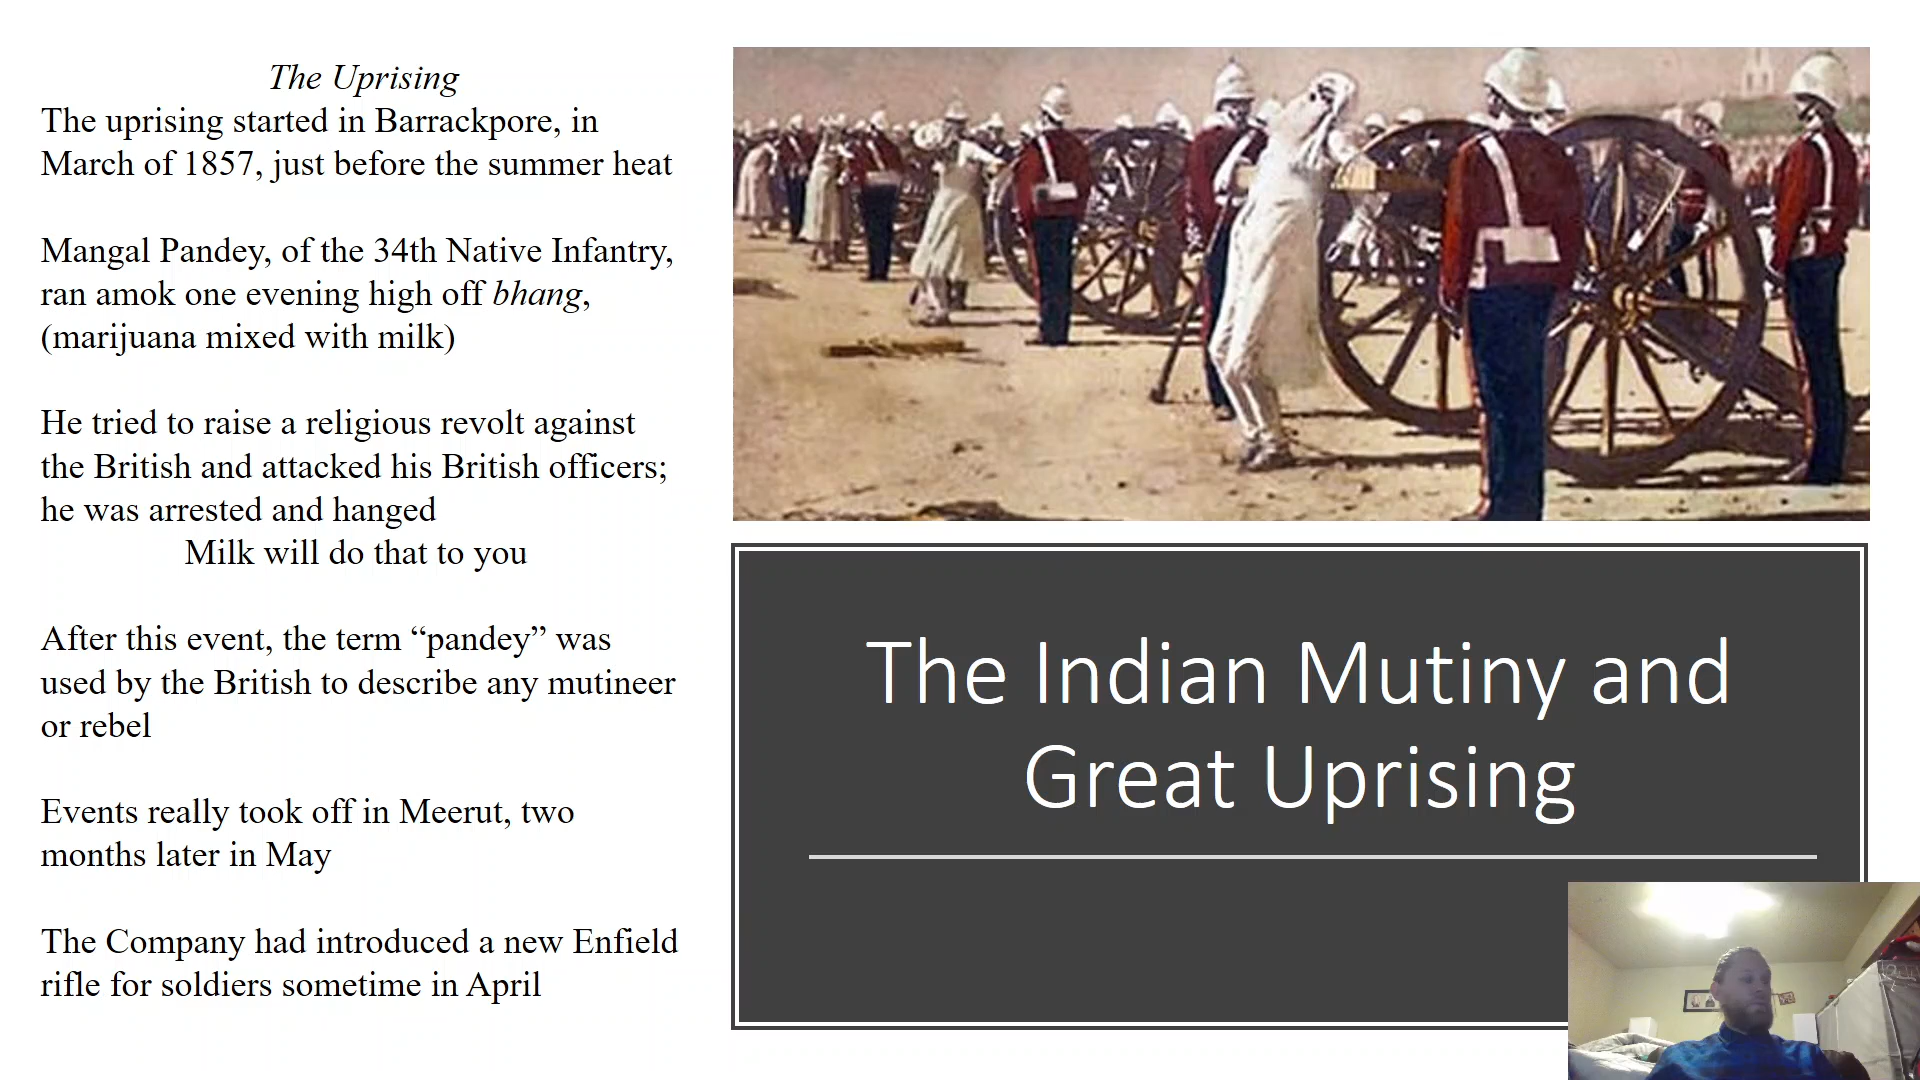 The Uprising
The uprising started in Barrackpore, in
March of 1857, just before the summer heat
Mangal Pandey, of the 34th Native Infantry,
ran amok one evening high off bhang,
(marijuana mixed with milk)
He tried to raise a religious revolt against
the British and attacked his British officers;
he was arrested and hanged
Milk will do that to you
After this event, the term “pandey” was
used by the British to describe any mutineer
or rebel
Events really took off in Meerut, two
months later in May
The Company had introduced a new Enfield
rifle for soldiers sometime in April
The Indian Mutiny and
Great Uprising